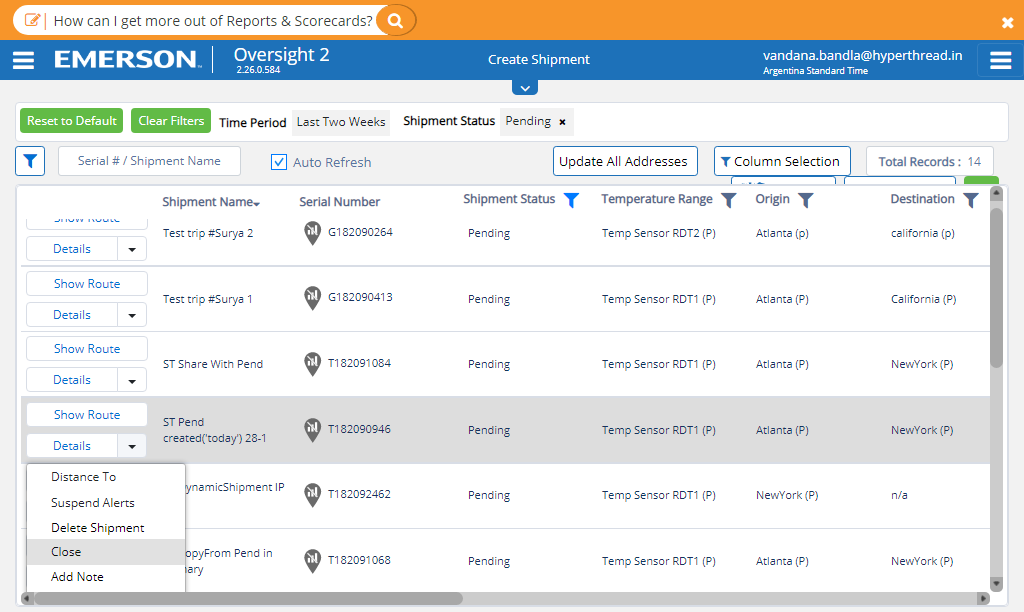 How can I get more out of Reports & Scorecards?
EMERSON
Oversight 2
2.26.0.584
Create Shipment
vandana.bandla@hyperthread.in
Argentina Standard Time
Reset to Default
Clear Filters
Time Period
Last Two Weeks
Shipment Status
Pending ×
Serial # / Shipment Name
Auto Refresh
Update All Addresses
Column Selection
Total Records : 14
Shipment Name
Serial Number
Shipment Status
Temperature Range
Origin
Destination
Show Route
Details
Test trip #Surya 2
G182090264
Pending
Temp Sensor RDT2 (P)
Atlanta (p)
california (p)
Show Route
Details
Test trip #Surya 1
G182090413
Pending
Temp Sensor RDT1 (P)
Atlanta (P)
California (P)
Show Route
Details
ST Share With Pend
T182091084
Pending
Temp Sensor RDT1 (P)
Atlanta (P)
NewYork (P)
Show Route
Details
ST Pend
created('today') 28-1
T182090946
Pending
Temp Sensor RDT1 (P)
Atlanta (P)
NewYork (P)
Distance To
Suspend Alerts
Delete Shipment
Close
Add Note
ynamicShipment IP
T182092462
Pending
Temp Sensor RDT1 (P)
NewYork (P)
n/a
opyFrom Pend in
ary
T182091068
Pending
Temp Sensor RDT1 (P)
Atlanta (P)
NewYork (P)